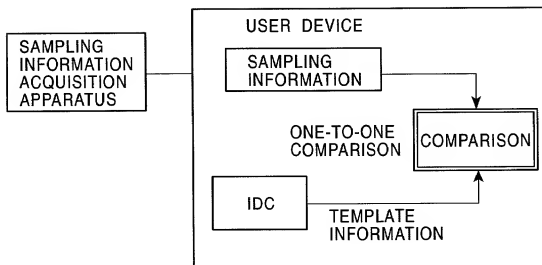 USER DEVICE
SAMPLING
INFORMATION
ACQUISITION
APPARATUS
SAMPLING
INFORMATION
ONE-TO-ONE
COMPARISON
COMPARISON
IDC
TEMPLATE
INFORMATION